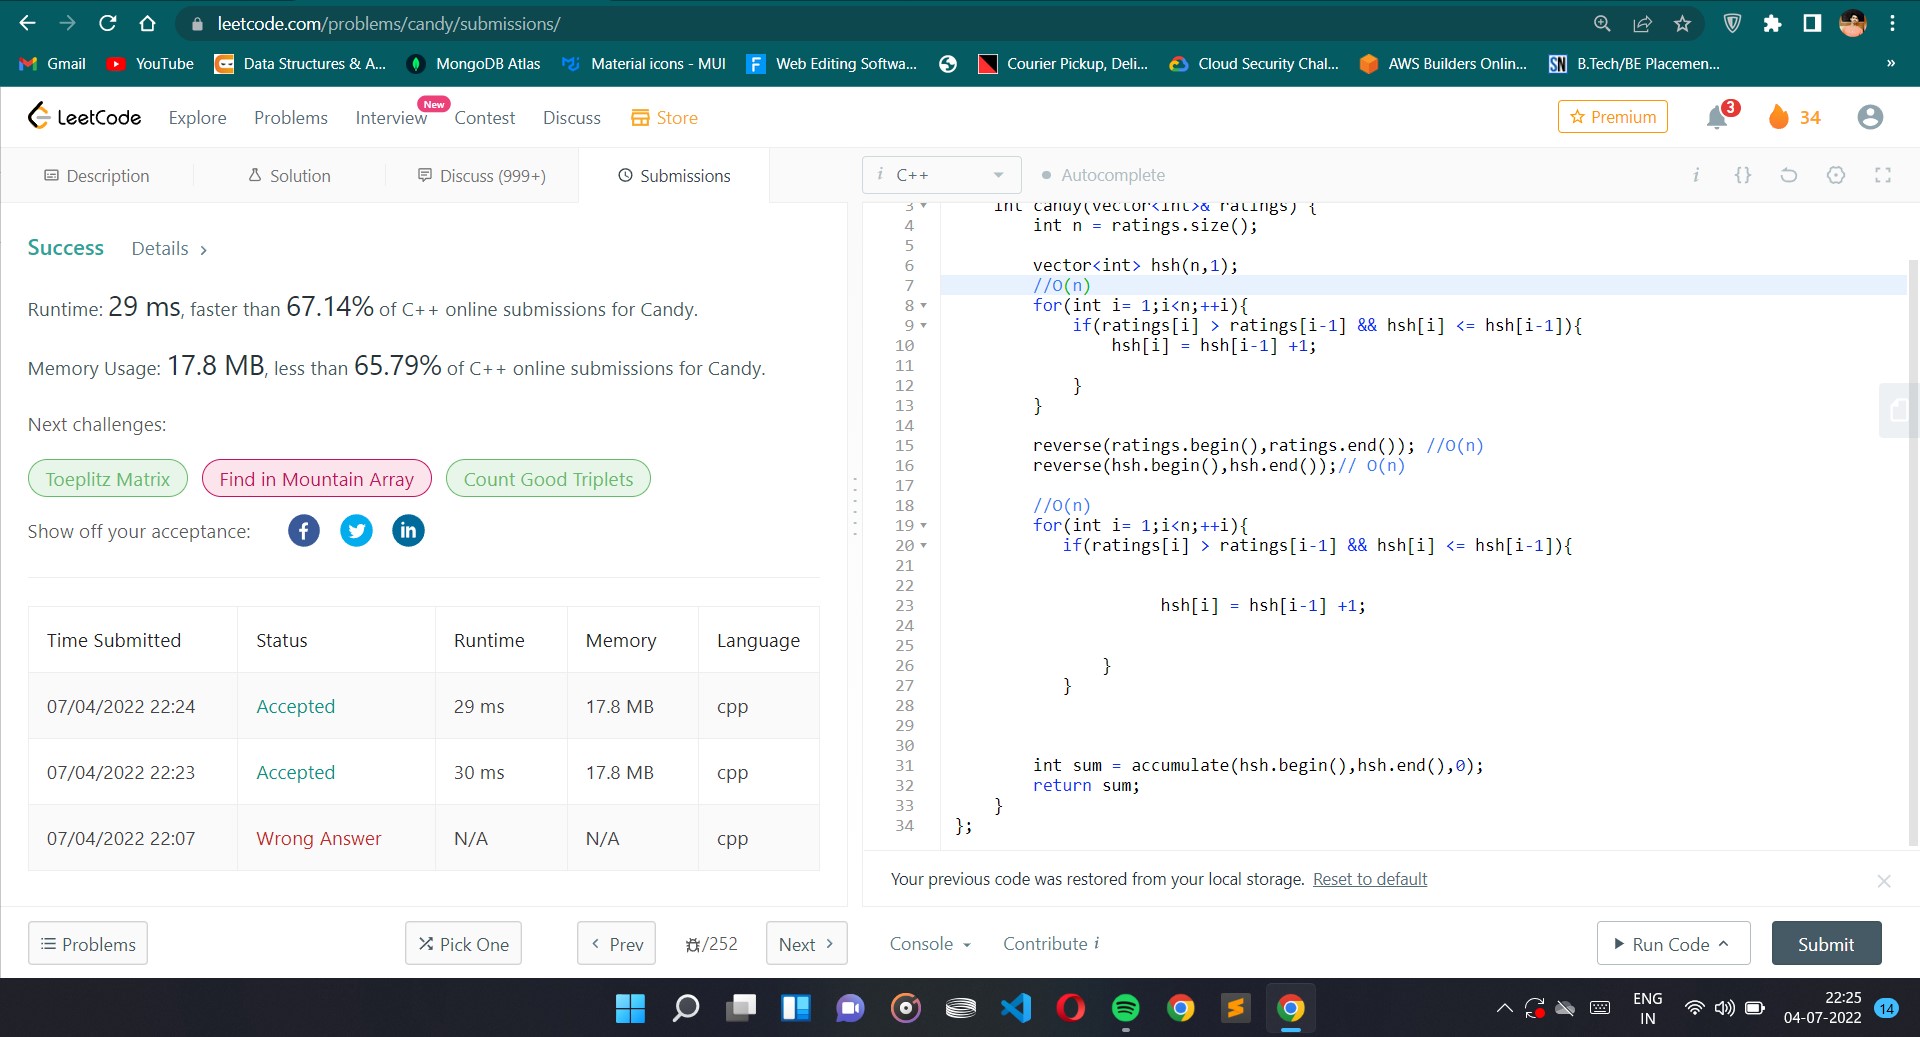 leetcode.com/problems/candy/submissions/
Gmail YouTube Data Structures & A... MongoDB Atlas Material icons - MUI Web Editing Softwa... Courier Pickup, Deli... Cloud Security Chal... AWS Builders Onlin... SN B.Tech/BE Placemen... »
LeetCode Explore Problems Interview New Contest Discuss Store Premium 3 34
Description Solution Discuss (999+) Submissions
i C++ Autocomplete i {}
Success Details >
Runtime: 29 ms, faster than 67.14% of C++ online submissions for Candy.
Memory Usage: 17.8 MB, less than 65.79% of C++ online submissions for Candy.
Next challenges:
Toeplitz Matrix Find in Mountain Array Count Good Triplets
Show off your acceptance: f in
Time Submitted Status Runtime Memory Language
07/04/2022 22:24 Accepted 29 ms 17.8 MB cpp
07/04/2022 22:23 Accepted 30 ms 17.8 MB cpp
07/04/2022 22:07 Wrong Answer N/A N/A cpp
3 int candy(vector<int>& ratings) {
4 int n = ratings.size();
5
6 vector<int> hsh(n,1);
7 //O(n)
8 for(int i= 1;i<n;++i){
9 if(ratings[i] > ratings[i-1] && hsh[i] <= hsh[i-1]){
10 hsh[i] = hsh[i-1] +1;
11
12 }
13 }
14
15 reverse(ratings.begin(),ratings.end()); //O(n)
16 reverse(hsh.begin(),hsh.end());// O(n)
17
18 //O(n)
19 for(int i= 1;i<n;++i){
20 if(ratings[i] > ratings[i-1] && hsh[i] <= hsh[i-1]){
21
22
23 hsh[i] = hsh[i-1] +1;
24
25
26 }
27 }
28
29
30
31 int sum = accumulate(hsh.begin(),hsh.end(),0);
32 return sum;
33 }
34 };
Your previous code was restored from your local storage. Reset to default
Problems Pick One < Prev /252 Next > Console Contribute i Run Code Submit
ENG
IN
22:25
04-07-2022
14